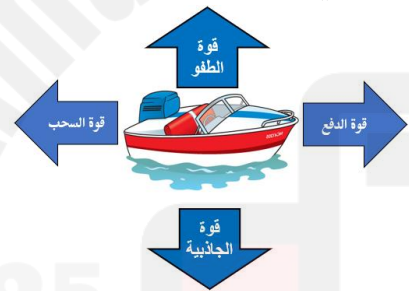 قوة
الطفو
قوة الدفع
قوة السحب
قوة
الجاذبية